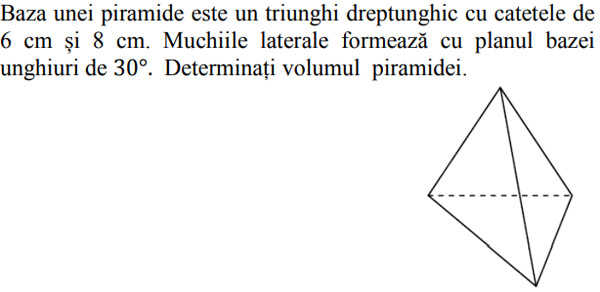 Baza unei piramide este un triunghi dreptunghic cu catetele de
6 cm și 8 cm. Muchiile laterale formează cu planul bazei
unghiuri de 30°. Determinați volumul piramidei.